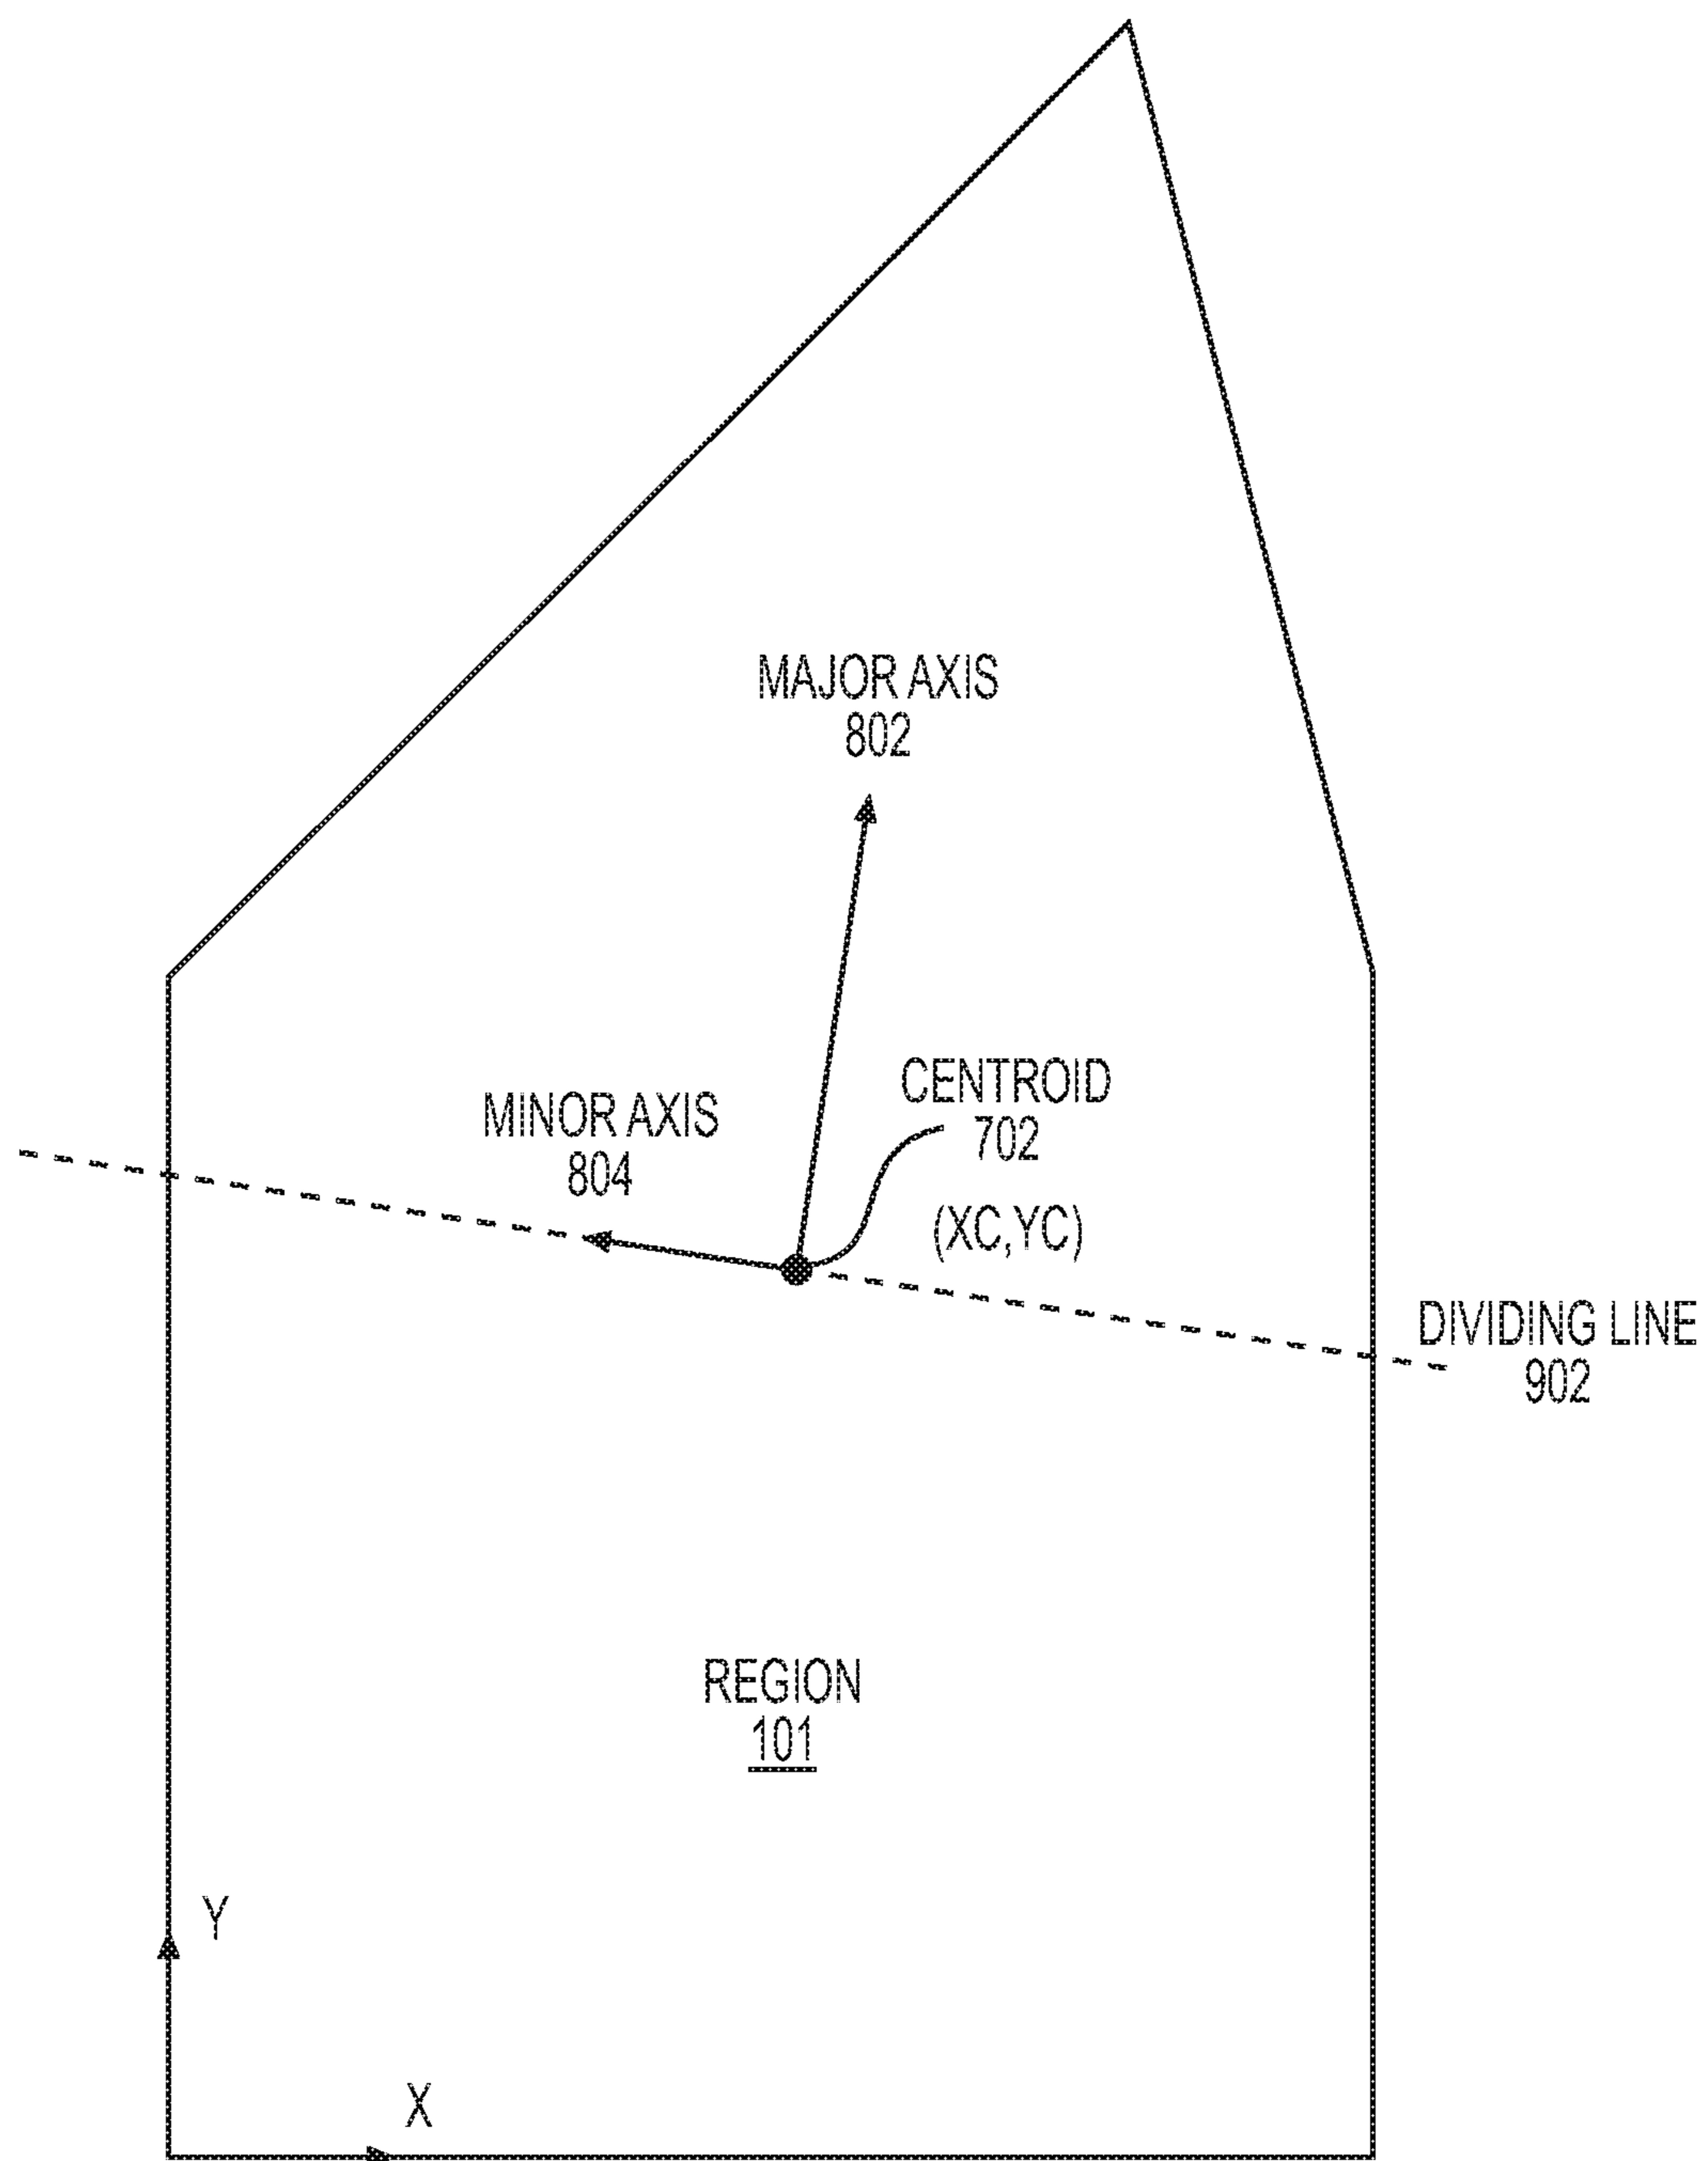 MAJOR AXIS
802
CENTROID
702
MINOR AXIS
804
(XC,YC)
DIVIDING LINE
902
REGION
101
Y
X